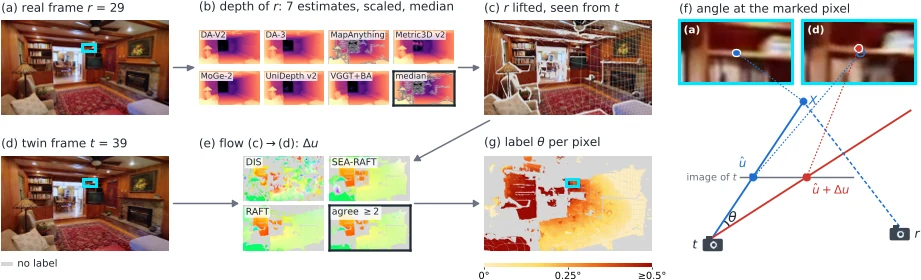 (a) real frame r = 29
(b) depth of r: 7 estimates, scaled, median
(c) r lifted, seen from t
(f) angle at the marked pixel
DA-V2
DA-3
MapAnything
Metric3D v2
MoGe-2
UniDepth v2
VGGT+BA
median
(a)
(d)
X
(d) twin frame t = 39
(e) flow (c)→(d): Δu
(g) label θ per pixel
DIS
SEA-RAFT
RAFT
agree ≥2
û
image of t
û + Δu
θ
t
r
no label
0°
0.25°
≥0.5°